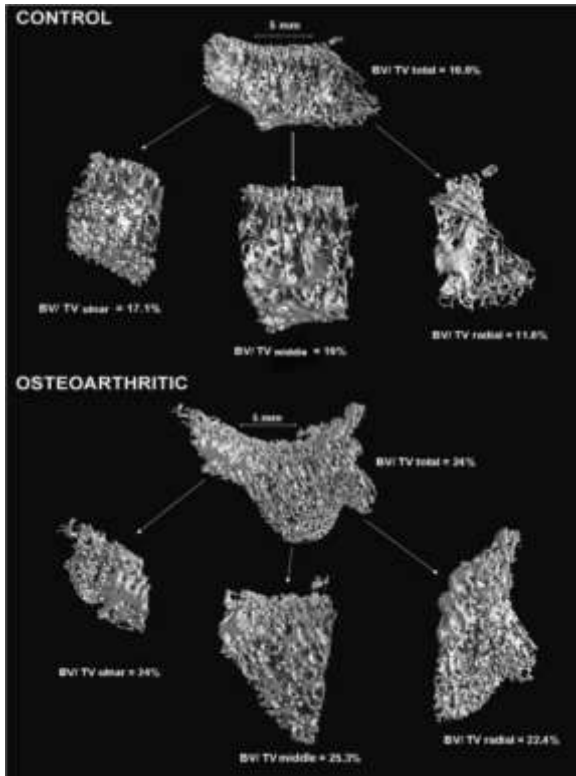 CONTROL
5 mm
BV/ TV total =
BV/ TV ulnar = 17.1%
BV/ TV middle = 19%
BV/ TV radial = 11.8%
OSTEOARTHRITIC
5 mm
BV/ TV total = 24%
BV/ TV ulnar = 24%
BV/ TV middle = 25.3%
BV/ TV radial = 22.4%